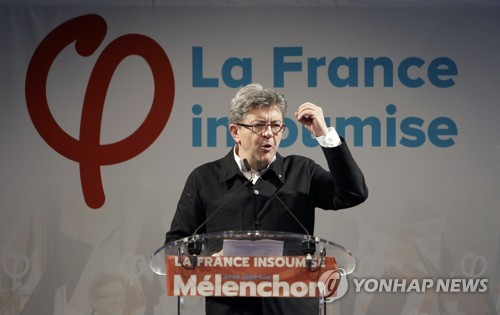 La France
insoumise
LA FRANCE INSOUMISE
Mélenchon
YONHAP NEWS